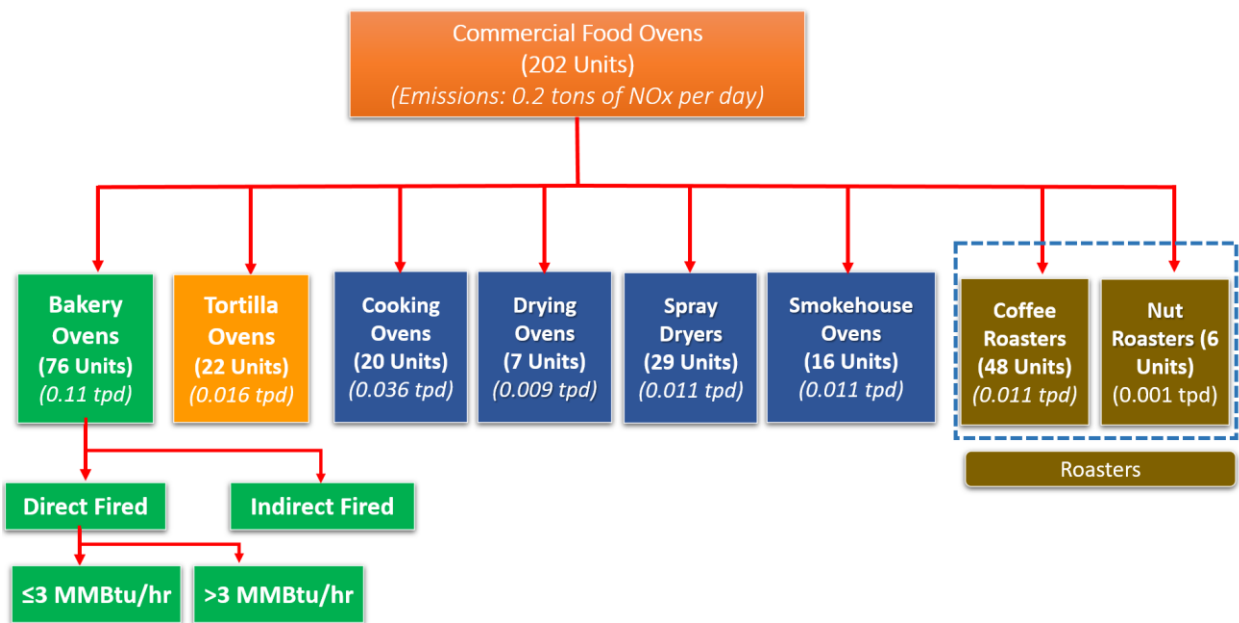 Commercial Food Ovens
(202 Units)
(Emissions: 0.2 tons of NOx per day)
Bakery
Ovens
(76 Units)
(0.11 tpd)
Tortilla
Ovens
(22 Units)
(0.016 tpd)
Cooking
Ovens
(20 Units)
(0.036 tpd)
Drying
Ovens
(7 Units)
(0.009 tpd)
Spray
Dryers
(29 Units)
(0.011 tpd)
Smokehouse
Ovens
(16 Units)
(0.011 tpd)
Coffee
Roasters
(48 Units)
(0.011 tpd)
Nut
Roasters (6
Units)
(0.001 tpd)
Roasters
Direct Fired
Indirect Fired
≤3 MMBtu/hr
>3 MMBtu/hr